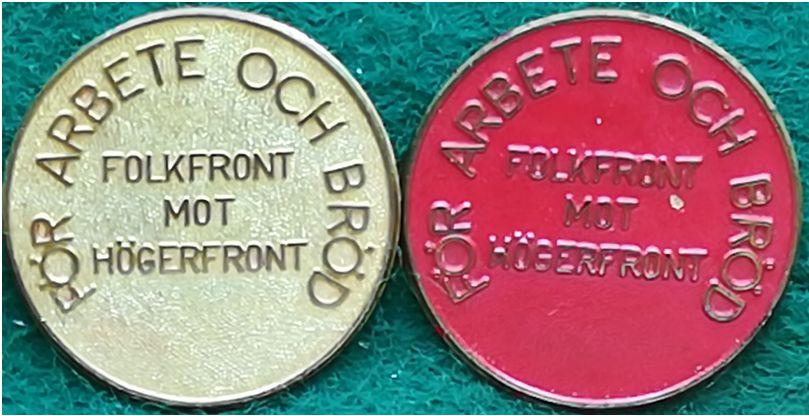 FÖR ARBETE OCH BRÖD
FOLKFRONT
MOT
HÖGERFRONT
FÖR ARBETE OCH BRÖD
FOLKFRONT
MOT
HÖGERFRONT